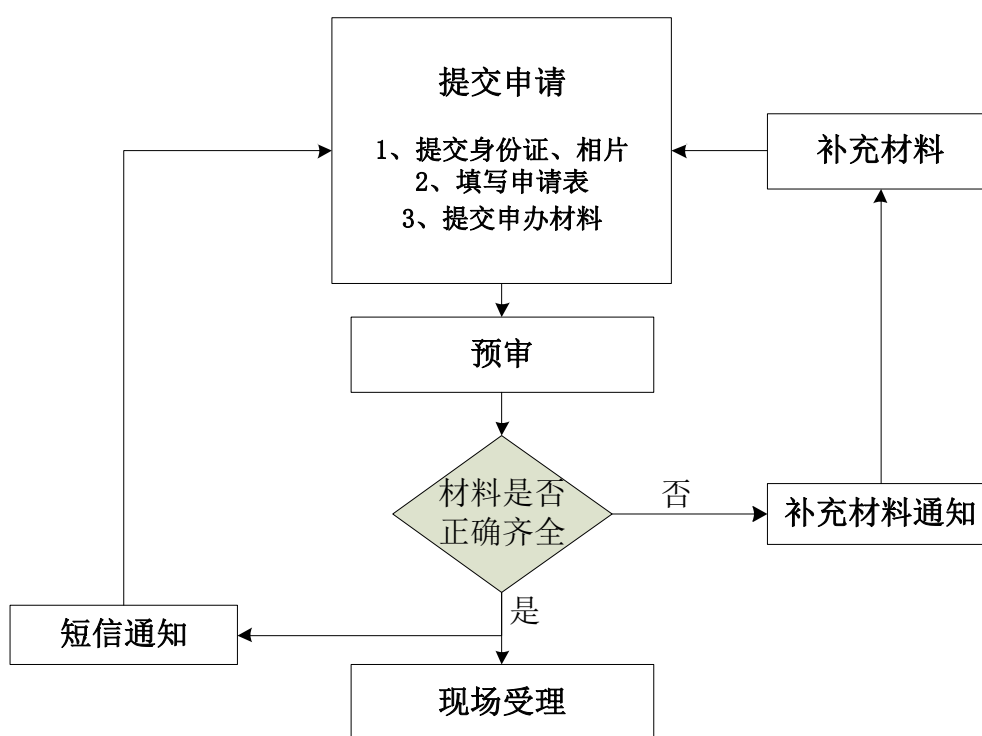 提交申请
1、提交身份证、相片
2、填写申请表
3、提交申办材料
补充材料
预审
材料是否
正确齐全
否
补充材料通知
是
短信通知
现场受理